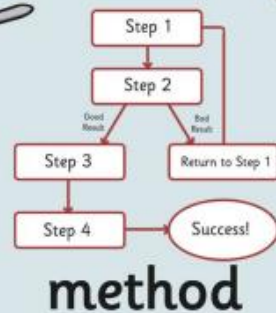 Step 1
Step 2
Good
Result
Bad
Result
Step 3
Return to Step 1
Step 4
Success!
method